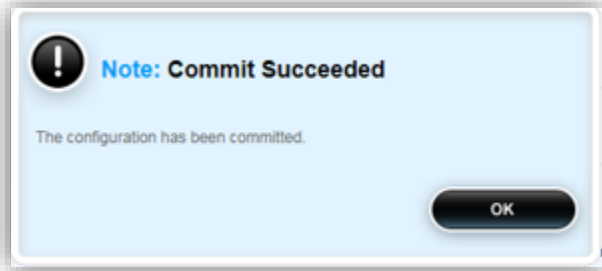 Note: Commit Succeeded
The configuration has been committed.
OK